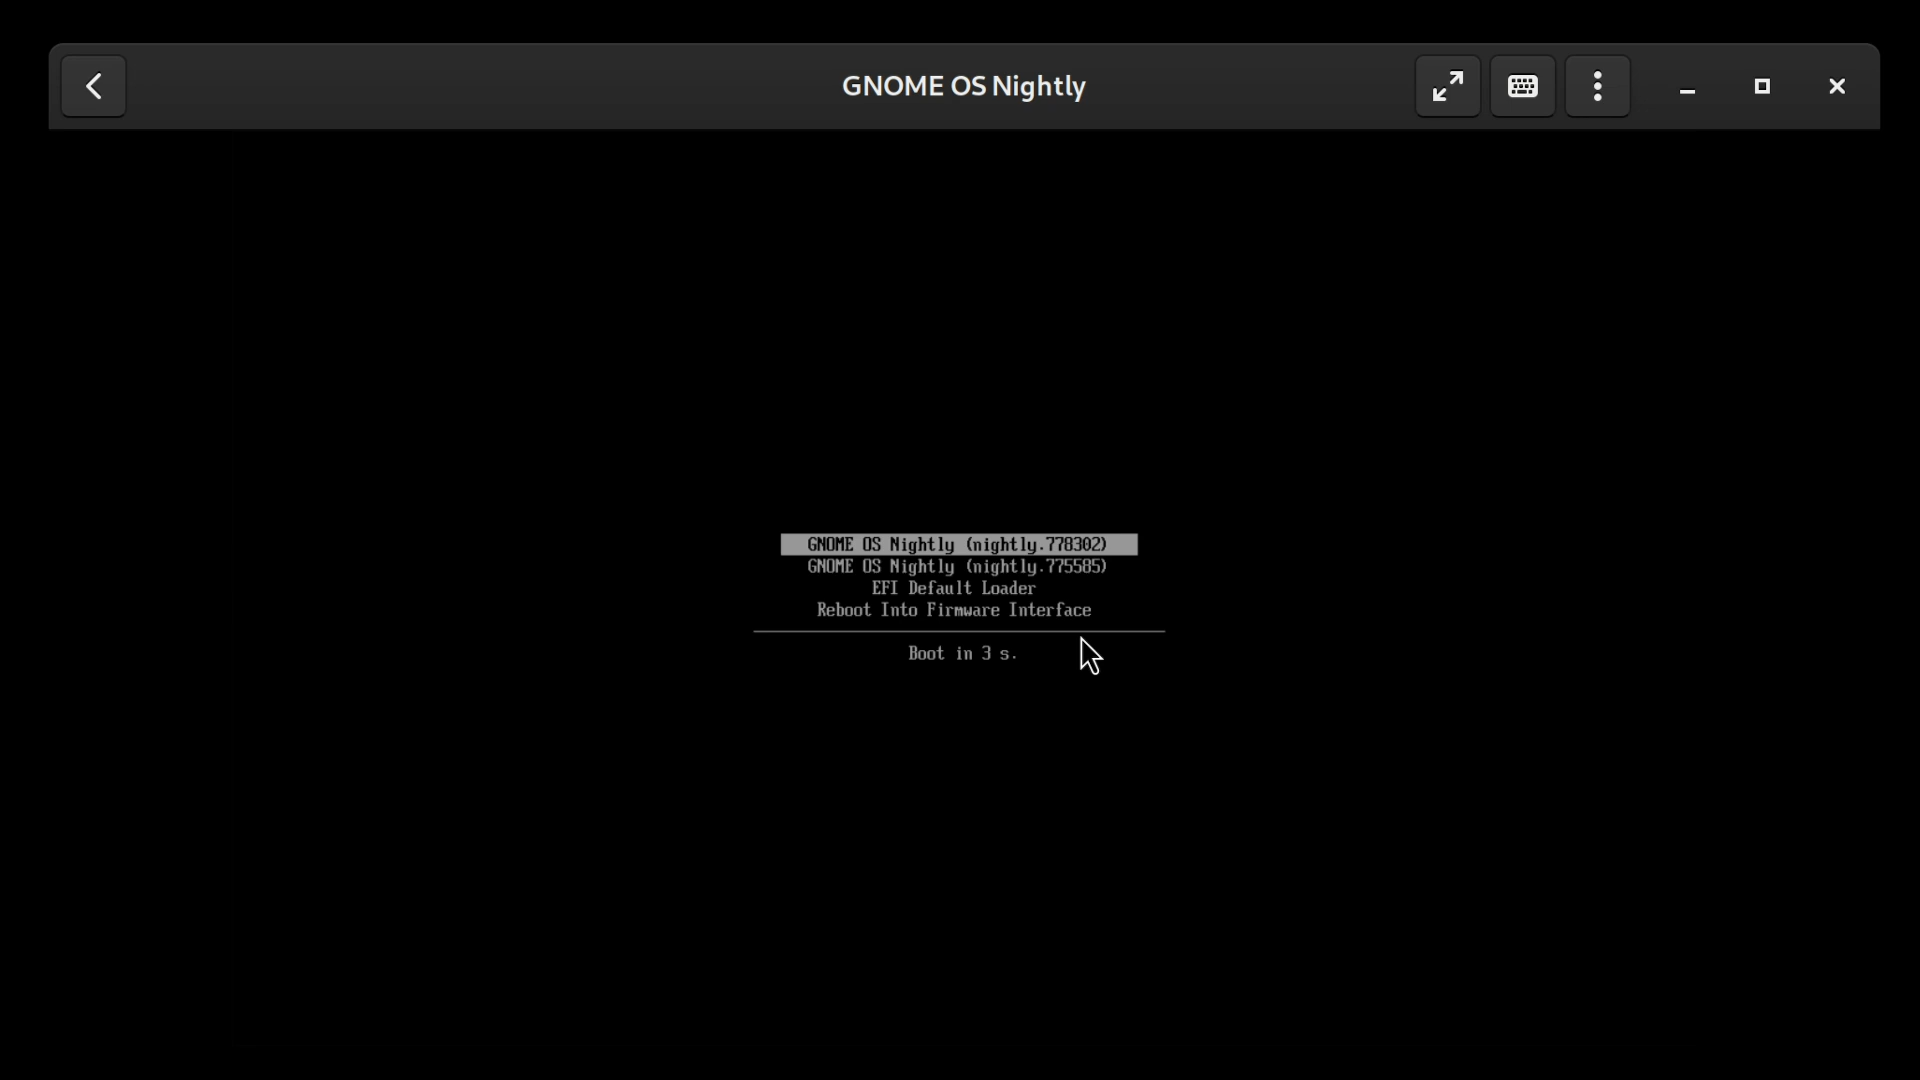 GNOME OS Nightly
GNOME OS Nightly (nightly.778302)
GNOME OS Nightly (nightly.775585)
EFI Default Loader
Reboot Into Firmware Interface
Boot in 3 s.